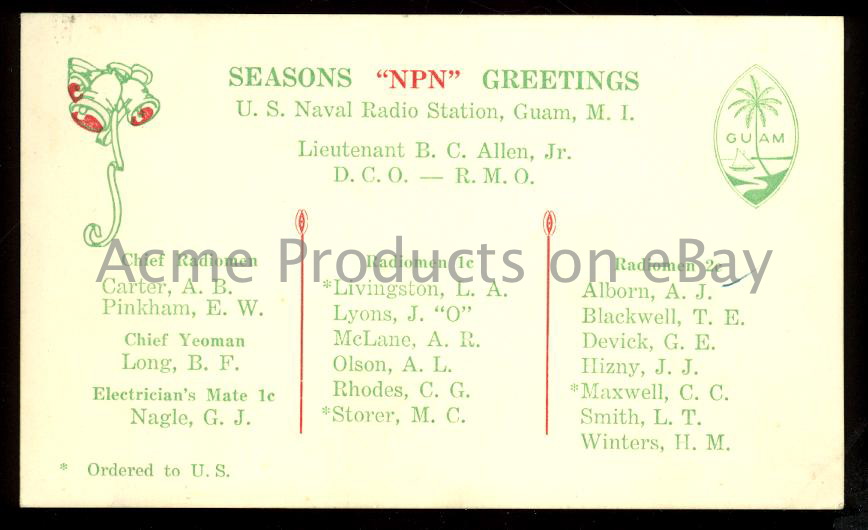 SEASONS "NPN" GREETINGS
U. S. Naval Radio Station, Guam, M. I.
Lieutenant B. C. Allen, Jr.
D. C. O. — R. M. O.
GUAM
Chief Radiomen
Carter, A. B.
Pinkham, E. W.
Chief Yeoman
Long, B. F.
Electrician's Mate 1c
Nagle, G. J.
Radiomen 1c
*Livingston, L. A.
Lyons, J. "O"
McLane, A. R.
Olson, A. L.
Rhodes, C. G.
*Storer, M. C.
Radiomen 2c
Alborn, A. J.
Blackwell, T. E.
Devick, G. E.
Hizny, J. J.
*Maxwell, C. C.
Smith, L. T.
Winters, H. M.
* Ordered to U. S.
Acme Products on eBay